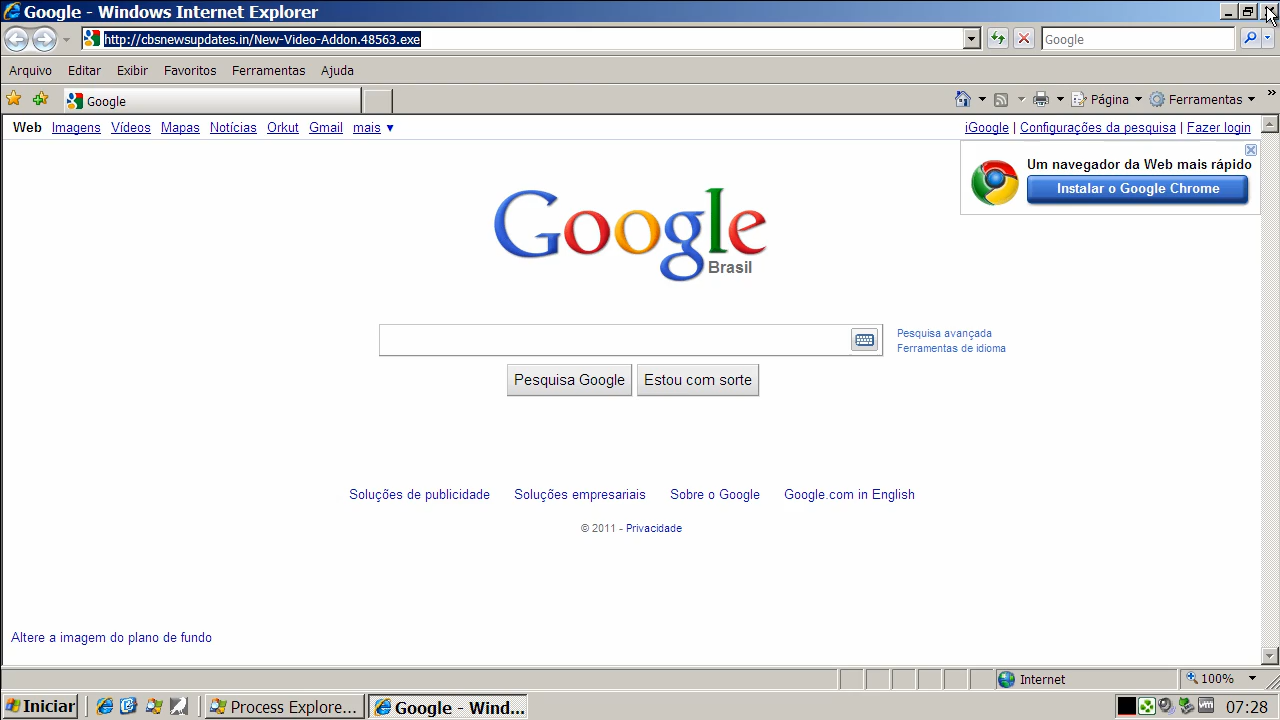 Google - Windows Internet Explorer
http://cbsnewsupdates.in/New-Video-Addon.48563.exe
Google
Arquivo Editar Exibir Favoritos Ferramentas Ajuda
Google
Página Ferramentas »
Web Imagens Vídeos Mapas Notícias Orkut Gmail mais ▼
iGoogle | Configurações da pesquisa | Fazer login
Um navegador da Web mais rápido
Instalar o Google Chrome
Google
Brasil
Pesquisa avançada
Ferramentas de idioma
Pesquisa Google Estou com sorte
Soluções de publicidade Soluções empresariais Sobre o Google Google.com in English
© 2011 - Privacidade
Altere a imagem do plano de fundo
Internet 100%
Iniciar Process Explore... Google - Wind... 07:28